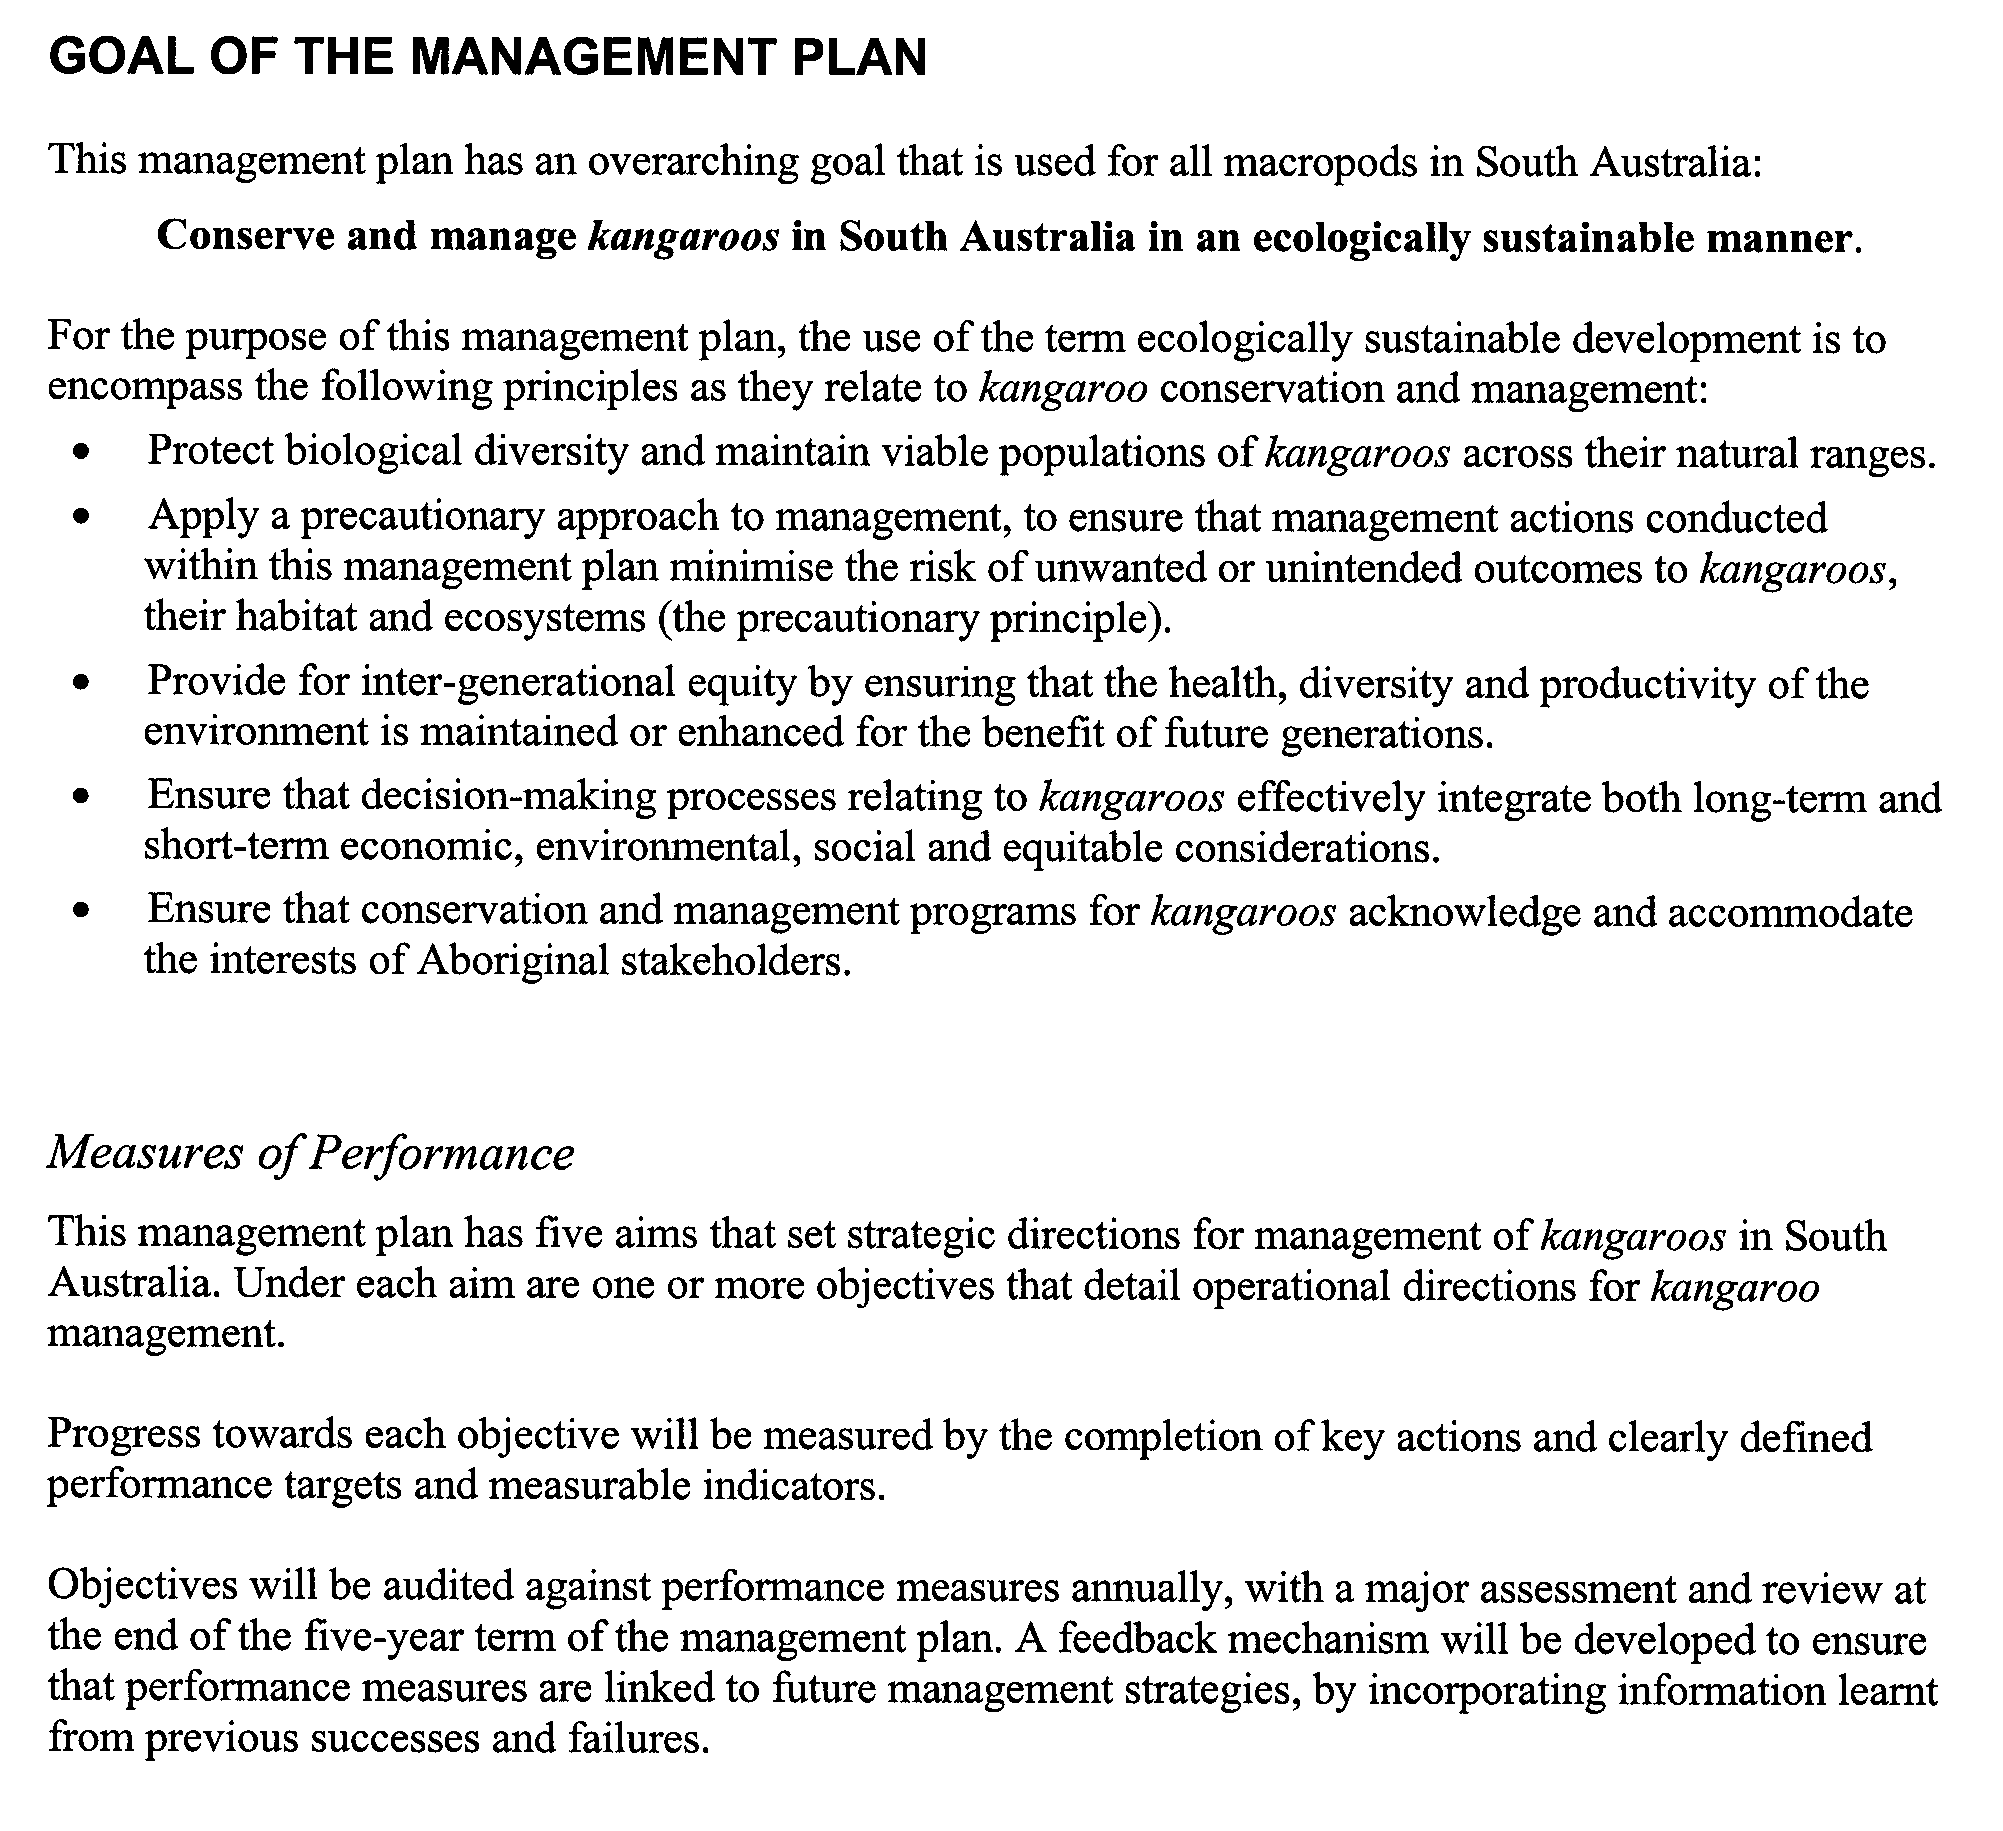 GOAL OF THE MANAGEMENT PLAN
This management plan has an overarching goal that is used for all macropods in South Australia:
Conserve and manage kangaroos in South Australia in an ecologically sustainable manner.
For the purpose of this management plan, the use of the term ecologically sustainable development is to
encompass the following principles as they relate to kangaroo conservation and management:
• Protect biological diversity and maintain viable populations of kangaroos across their natural ranges.
• Apply a precautionary approach to management, to ensure that management actions conducted
within this management plan minimise the risk of unwanted or unintended outcomes to kangaroos,
their habitat and ecosystems (the precautionary principle).
• Provide for inter-generational equity by ensuring that the health, diversity and productivity of the
environment is maintained or enhanced for the benefit of future generations.
• Ensure that decision-making processes relating to kangaroos effectively integrate both long-term and
short-term economic, environmental, social and equitable considerations.
• Ensure that conservation and management programs for kangaroos acknowledge and accommodate
the interests of Aboriginal stakeholders.
Measures of Performance
This management plan has five aims that set strategic directions for management of kangaroos in South
Australia. Under each aim are one or more objectives that detail operational directions for kangaroo
management.
Progress towards each objective will be measured by the completion of key actions and clearly defined
performance targets and measurable indicators.
Objectives will be audited against performance measures annually, with a major assessment and review at
the end of the five-year term of the management plan. A feedback mechanism will be developed to ensure
that performance measures are linked to future management strategies, by incorporating information learnt
from previous successes and failures.